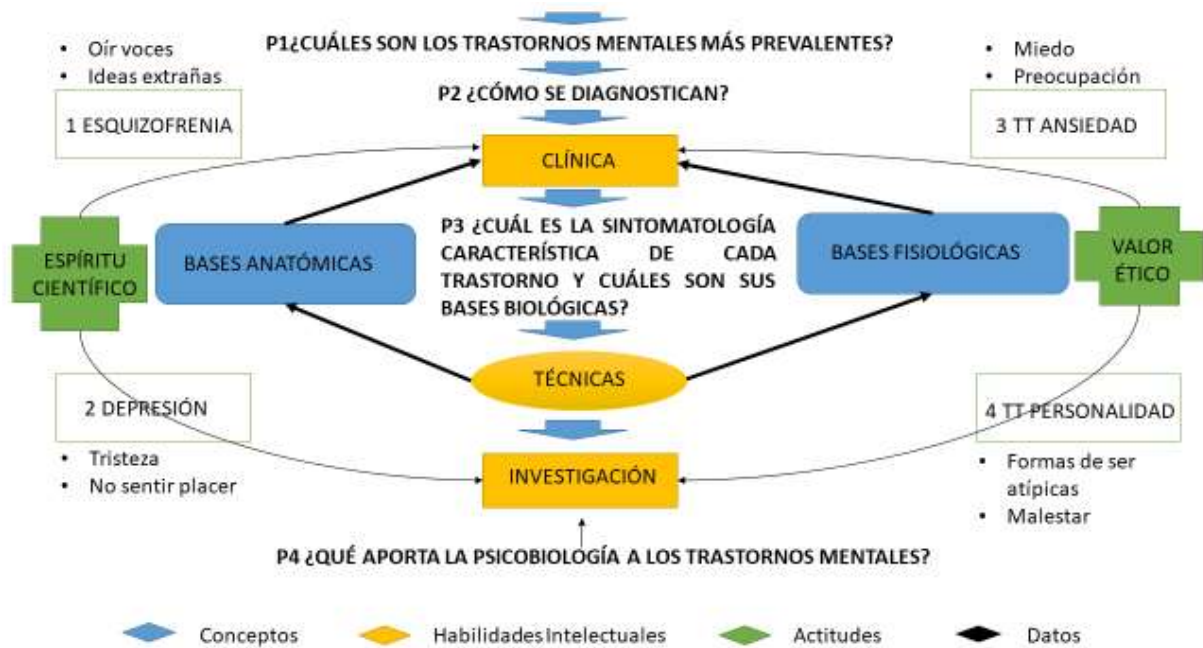 P1¿CUÁLES SON LOS TRASTORNOS MENTALES MÁS PREVALENTES?
• Oír voces
• Ideas extrañas
• Miedo
• Preocupación
P2 ¿CÓMO SE DIAGNOSTICAN?
1 ESQUIZOFRENIA
3 TT ANSIEDAD
CLÍNICA
ESPÍRITU
CIENTÍFICO
BASES ANATÓMICAS
P3 ¿CUÁL ES LA SINTOMATOLOGÍA
CARACTERÍSTICA DE CADA
TRASTORNO Y CUÁLES SON SUS
BASES BIOLÓGICAS?
BASES FISIOLÓGICAS
VALOR
ÉTICO
TÉCNICAS
2 DEPRESIÓN
4 TT PERSONALIDAD
• Tristeza
• No sentir placer
INVESTIGACIÓN
• Formas de ser
atípicas
• Malestar
P4 ¿QUÉ APORTA LA PSICOBIOLOGÍA A LOS TRASTORNOS MENTALES?
Conceptos
Habilidades Intelectuales
Actitudes
Datos